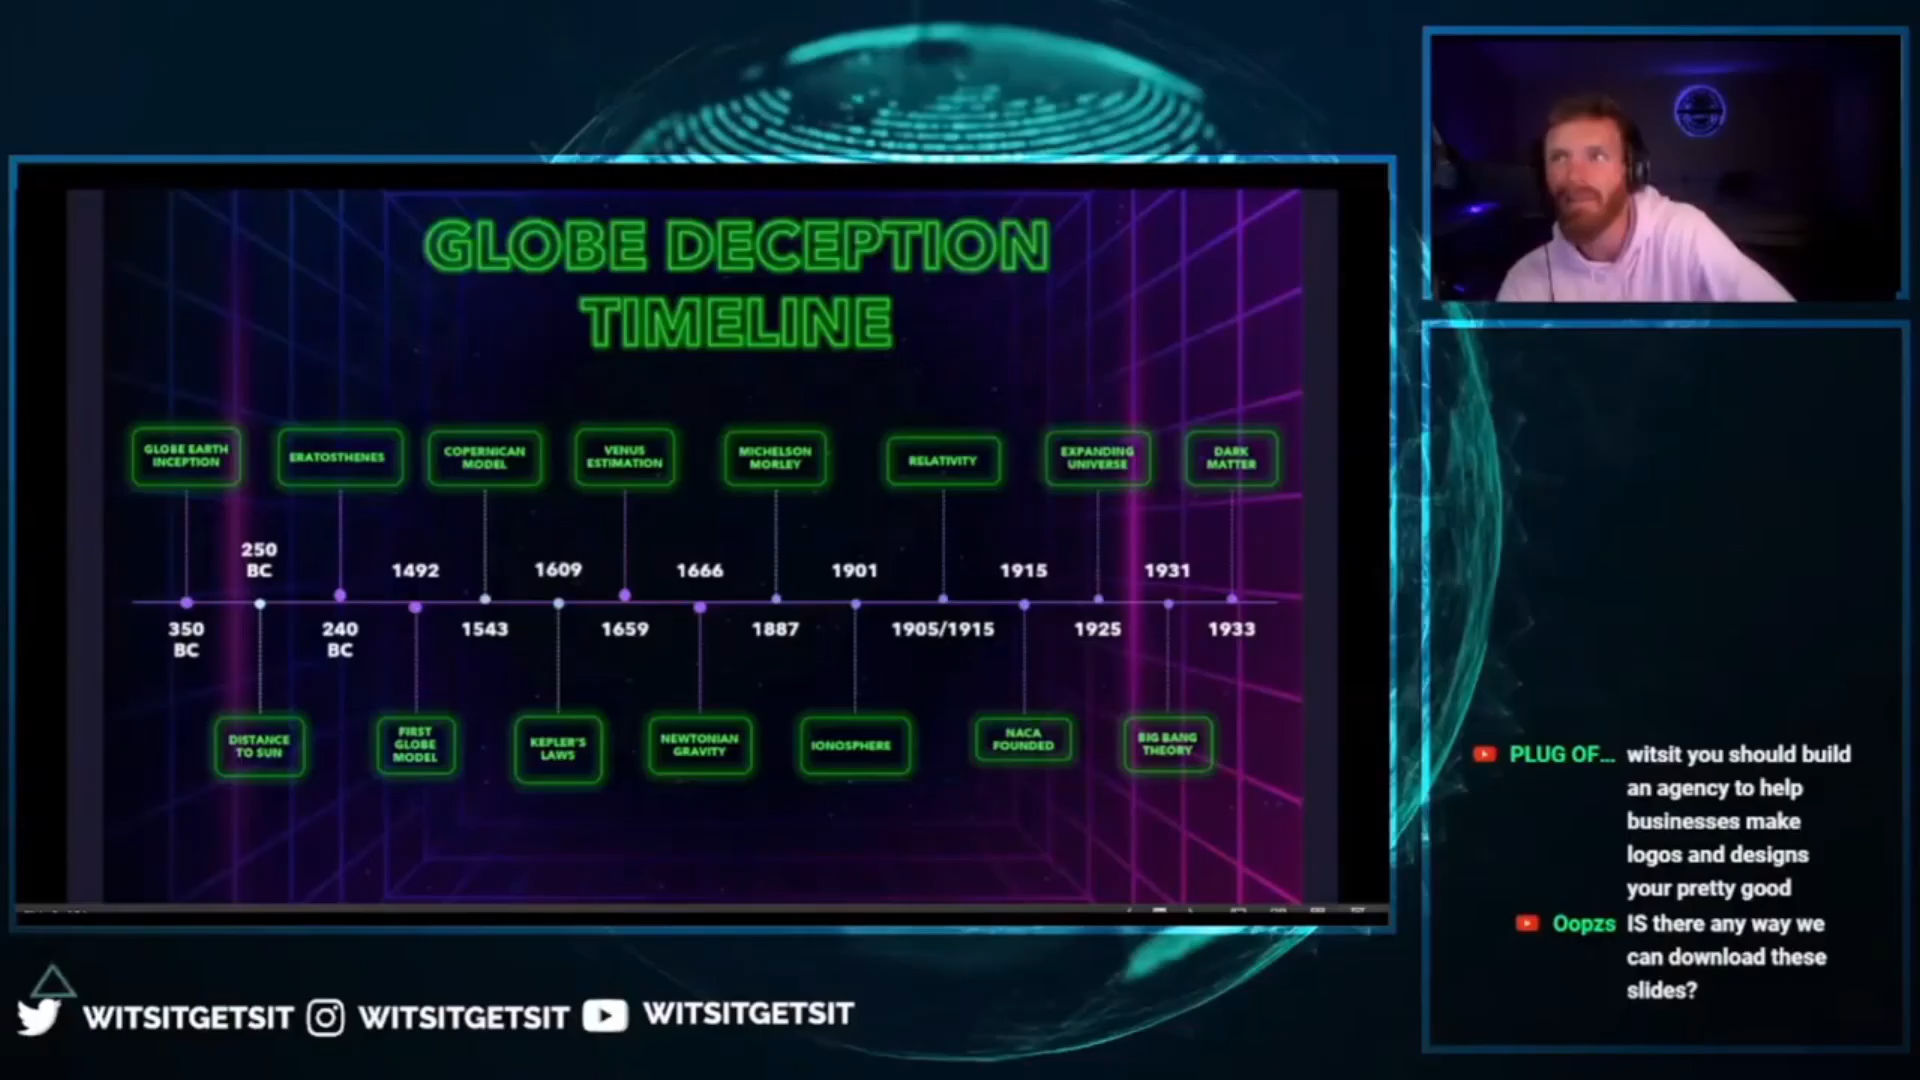 GLOBE DECEPTION
TIMELINE
GLOBE EARTH
INCEPTION
ERATOSTHENES
COPERNICAN
MODEL
VENUS
ESTIMATION
MICHELSON
MORLEY
RELATIVITY
EXPANDING
UNIVERSE
DARK
MATTER
250
BC
1492
1609
1666
1901
1915
1931
350
BC
240
BC
1543
1659
1887
1905/1915
1925
1933
DISTANCE
TO SUN
FIRST
GLOBE
MODEL
KEPLER'S
LAWS
NEWTONIAN
GRAVITY
IONOSPHERE
NACA
FOUNDED
BIG BANG
THEORY
PLUG OF... witsit you should build
an agency to help
businesses make
logos and designs
your pretty good
Oopzs IS there any way we
can download these
slides?
WITSITGETSIT WITSITGETSIT WITSITGETSIT